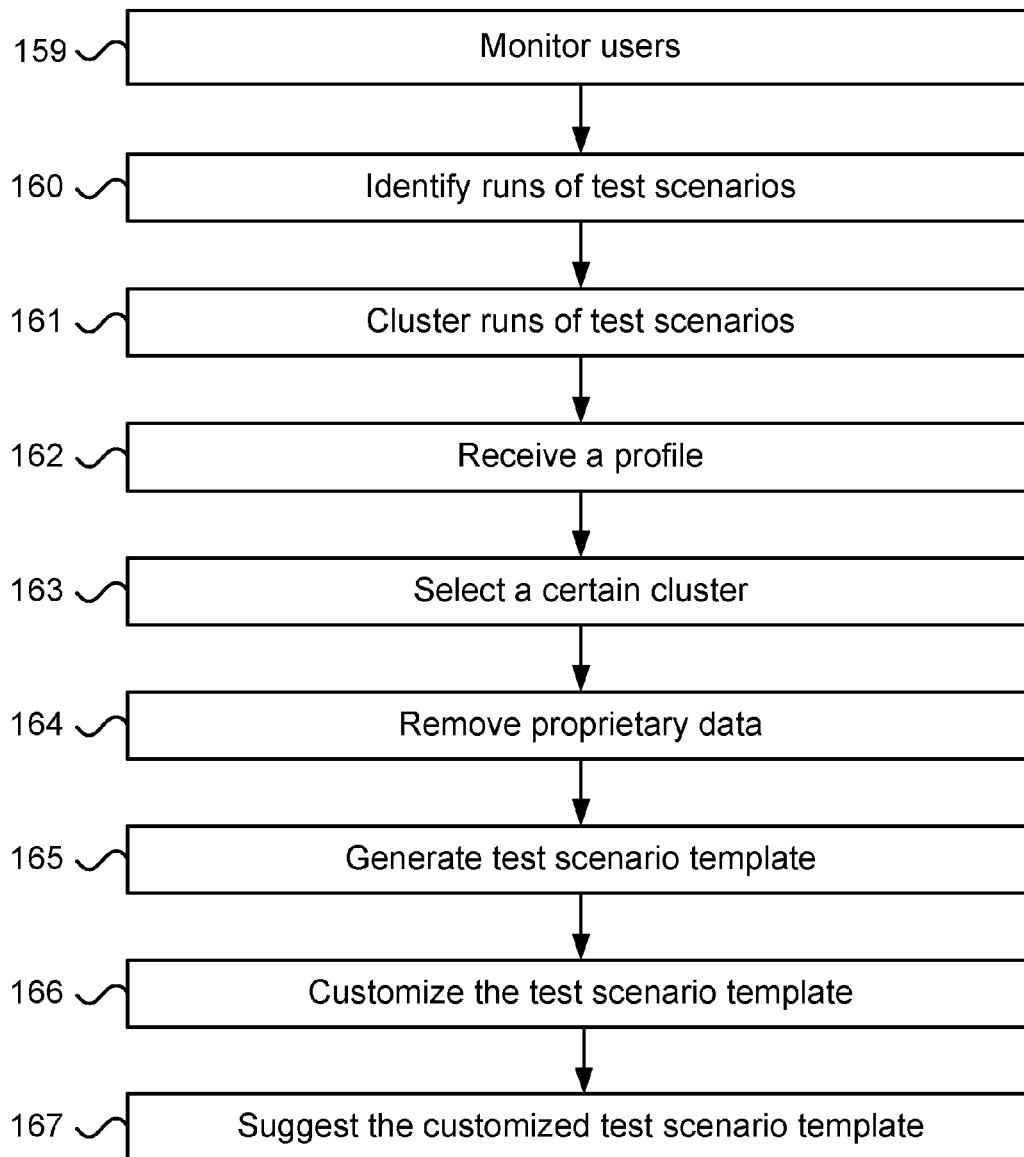 159 Monitor users
160 Identify runs of test scenarios
161 Cluster runs of test scenarios
162 Receive a profile
163 Select a certain cluster
164 Remove proprietary data
165 Generate test scenario template
166 Customize the test scenario template
167 Suggest the customized test scenario template